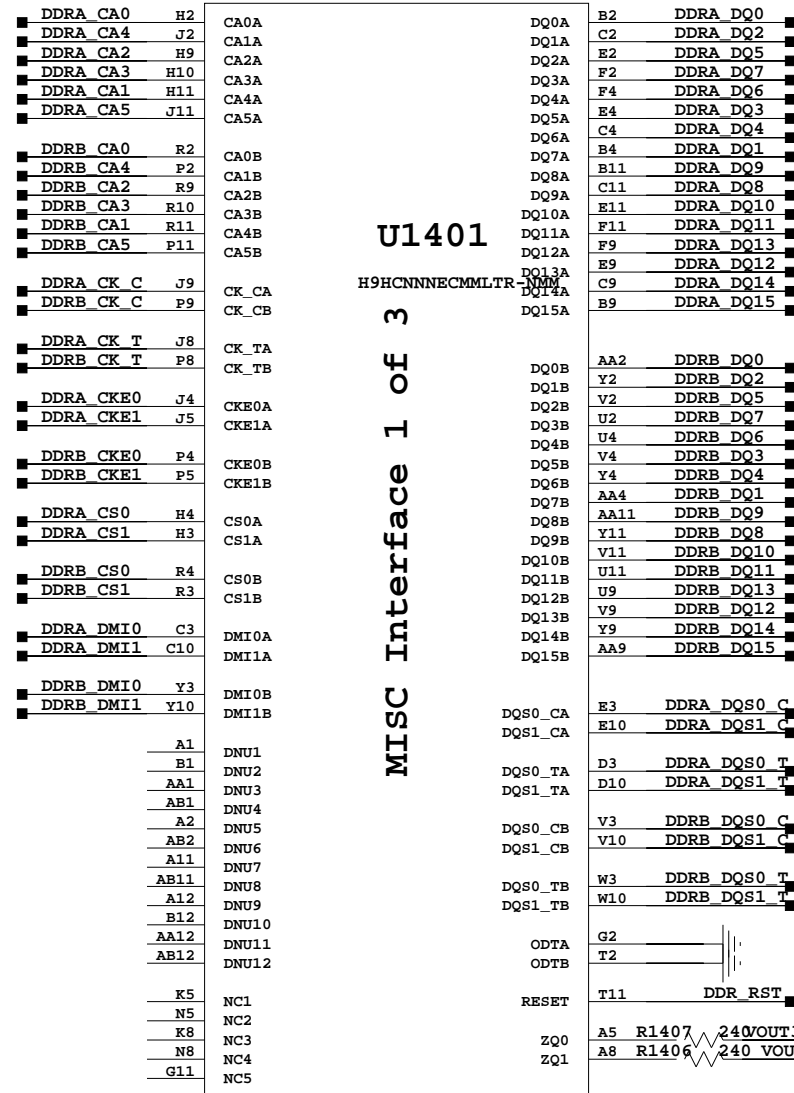 DDRA_CA0 H2 CA0A DQ0A B2 DDRA_DQ0
DDRA_CA4 J2 CA1A DQ1A C2 DDRA_DQ2
DDRA_CA2 H9 CA2A DQ2A E2 DDRA_DQ5
DDRA_CA3 H10 CA3A DQ3A F2 DDRA_DQ7
DDRA_CA1 H11 CA4A DQ4A F4 DDRA_DQ6
DDRA_CA5 J11 CA5A DQ5A E4 DDRA_DQ3
DQ6A C4 DDRA_DQ4
DDRB_CA0 R2 CA0B DQ7A B4 DDRA_DQ1
DDRB_CA4 P2 CA1B DQ8A B11 DDRA_DQ9
DDRB_CA2 R9 CA2B DQ9A C11 DDRA_DQ8
DDRB_CA3 R10 CA3B DQ10A E11 DDRA_DQ10
DDRB_CA1 R11 CA4B U1401 DQ11A F11 DDRA_DQ11
DDRB_CA5 P11 CA5B DQ12A F9 DDRA_DQ13
DQ13A E9 DDRA_DQ12
DDRA_CK_C J9 CK_CA H9HCNNNECMMLTR-NMM DQ14A C9 DDRA_DQ14
DDRB_CK_C P9 CK_CB DQ15A B9 DDRA_DQ15
MISC Interface 1 of 3
DDRA_CK_T J8 CK_TA
DDRB_CK_T P8 CK_TB DQ0B AA2 DDRB_DQ0
DQ1B Y2 DDRB_DQ2
DDRA_CKE0 J4 CKE0A DQ2B V2 DDRB_DQ5
DDRA_CKE1 J5 CKE1A DQ3B U2 DDRB_DQ7
DQ4B U4 DDRB_DQ6
DDRB_CKE0 P4 CKE0B DQ5B V4 DDRB_DQ3
DDRB_CKE1 P5 CKE1B DQ6B Y4 DDRB_DQ4
DQ7B AA4 DDRB_DQ1
DDRA_CS0 H4 CS0A DQ8B AA11 DDRB_DQ9
DDRA_CS1 H3 CS1A DQ9B Y11 DDRB_DQ8
DQ10B V11 DDRB_DQ10
DDRB_CS0 R4 CS0B DQ11B U11 DDRB_DQ11
DDRB_CS1 R3 CS1B DQ12B U9 DDRB_DQ13
DQ13B V9 DDRB_DQ12
DDRA_DMI0 C3 DMI0A DQ14B Y9 DDRB_DQ14
DDRA_DMI1 C10 DMI1A DQ15B AA9 DDRB_DQ15
DDRB_DMI0 Y3 DMI0B
DDRB_DMI1 Y10 DMI1B DQS0_CA E3 DDRA_DQS0_C
DQS1_CA E10 DDRA_DQS1_C
A1 DNU1
B1 DNU2 DQS0_TA D3 DDRA_DQS0_T
AA1 DNU3 DQS1_TA D10 DDRA_DQS1_T
AB1 DNU4
A2 DNU5 DQS0_CB V3 DDRB_DQS0_C
AB2 DNU6 DQS1_CB V10 DDRB_DQS1_C
A11 DNU7
AB11 DNU8 DQS0_TB W3 DDRB_DQS0_T
A12 DNU9 DQS1_TB W10 DDRB_DQS1_T
B12 DNU10
AA12 DNU11 ODTA G2
AB12 DNU12 ODTB T2
K5 NC1 RESET T11 DDR_RST
N5 NC2
K8 NC3 ZQ0 A5 R1407 240
N8 NC4 ZQ1 A8 R1406 240
G11 NC5